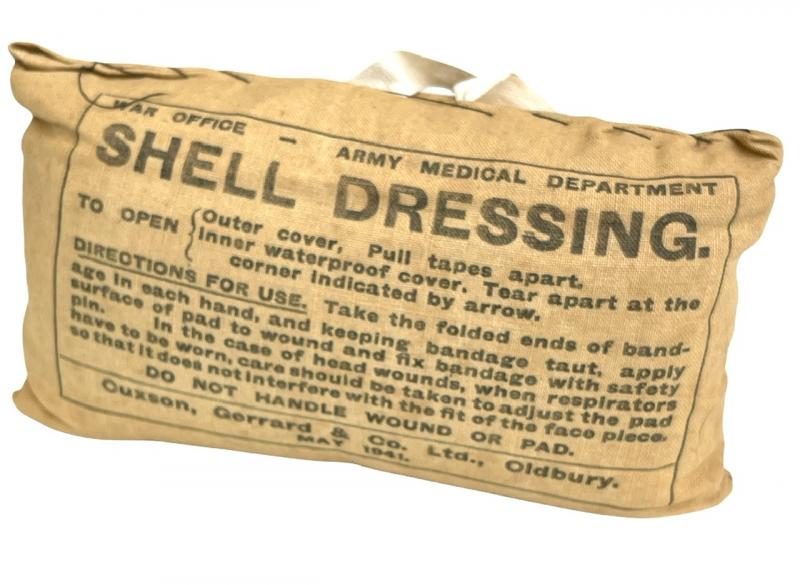 WAR OFFICE — ARMY MEDICAL DEPARTMENT
SHELL DRESSING.
TO OPEN { Outer cover, Pull tapes apart.
Inner waterproof cover. Tear apart at the
corner indicated by arrow.
DIRECTIONS FOR USE. Take the folded ends of band-
age in each hand, and keeping bandage taut, apply
surface of pad to wound and fix bandage with safety
pin. In the case of head wounds, when respirators
have to be worn, care should be taken to adjust the pad
so that it does not interfere with the fit of the face piece.
DO NOT HANDLE WOUND OR PAD.
Cuxson, Gerrard & Co. Ltd., Oldbury.
MAY 1941.